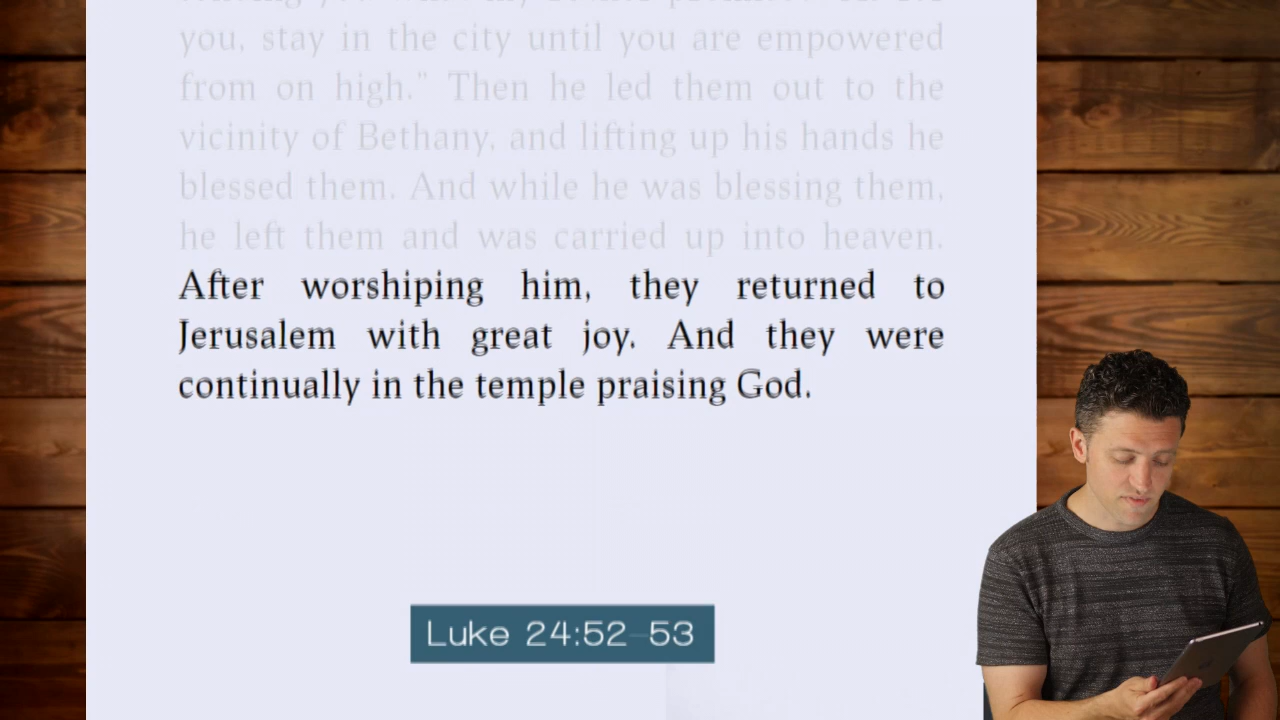 you, stay in the city until you are empowered
from on high." Then he led them out to the
vicinity of Bethany, and lifting up his hands he
blessed them. And while he was blessing them,
he left them and was carried up into heaven.
After worshiping him, they returned to
Jerusalem with great joy. And they were
continually in the temple praising God.
Luke 24:52-53